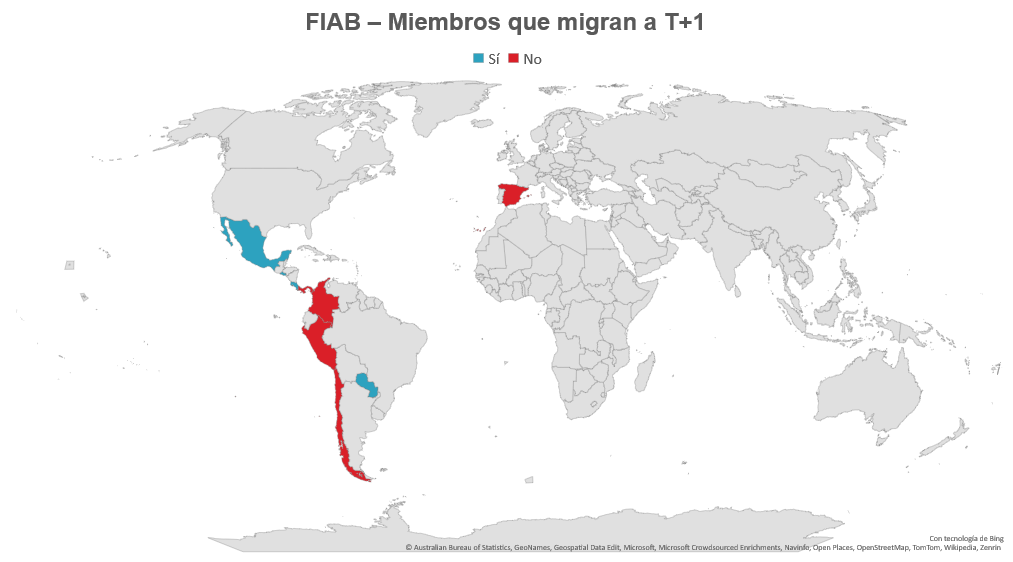 FIAB – Miembros que migran a T+1
Sí No
Con tecnología de Bing
© Australian Bureau of Statistics, GeoNames, Geospatial Data Edit, Microsoft, Microsoft Crowdsourced Enrichments, Navinfo, Open Places, OpenStreetMap, TomTom, Wikipedia, Zenrin